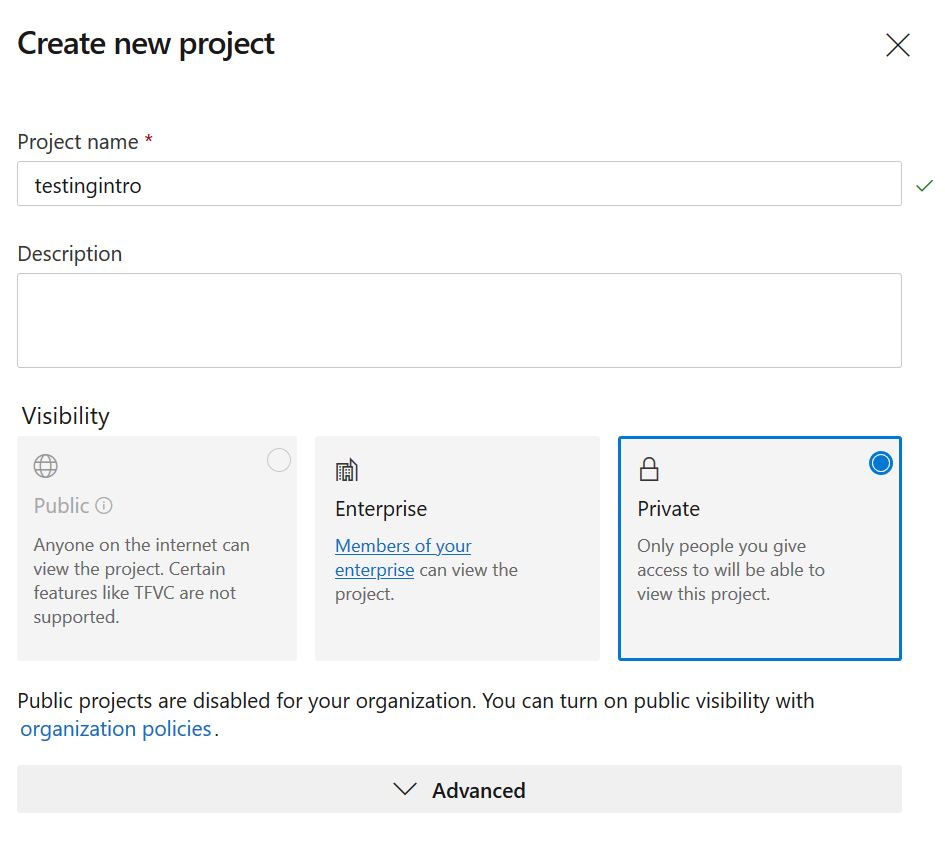 Create new project
Project name *
testingintro
Description
Visibility
Public
Anyone on the internet can
view the project. Certain
features like TFVC are not
supported.
Enterprise
Members of your
enterprise can view the
project.
Private
Only people you give
access to will be able to
view this project.
Public projects are disabled for your organization. You can turn on public visibility with
organization policies.
Advanced